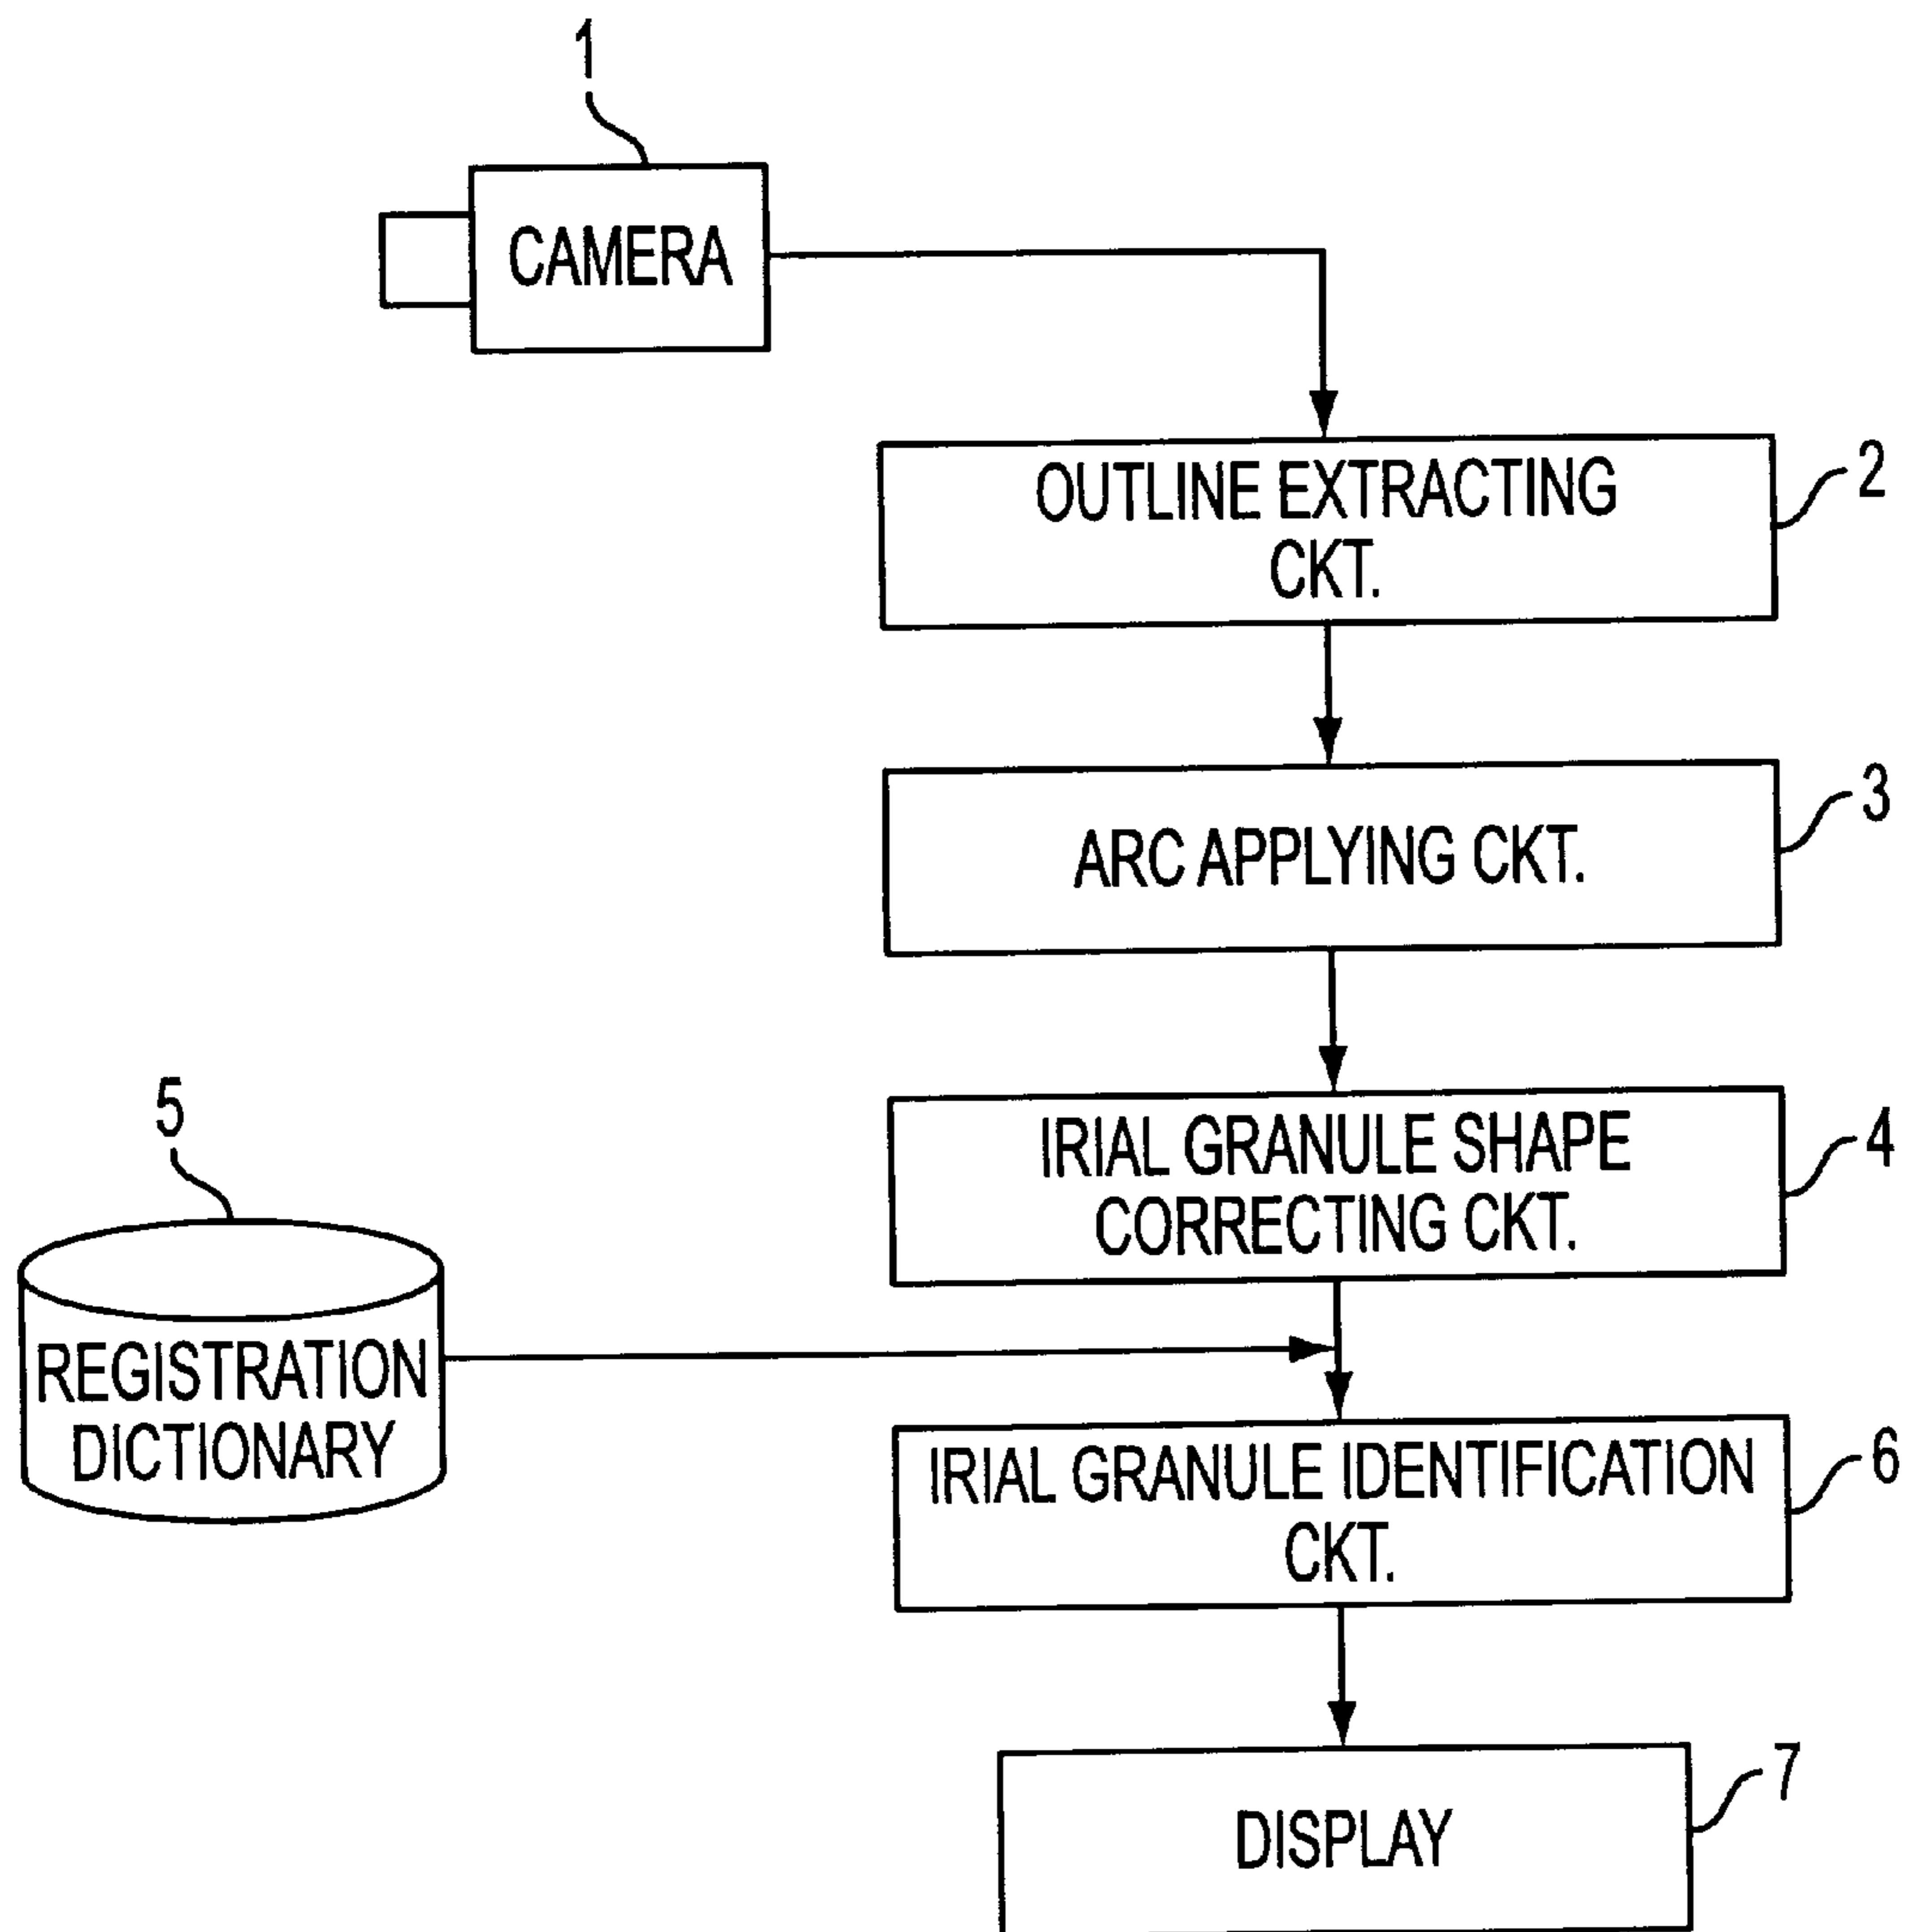 1
CAMERA
OUTLINE EXTRACTING
CKT.
2
ARC APPLYING CKT.
3
IRIAL GRANULE SHAPE
CORRECTING CKT.
4
5
REGISTRATION
DICTIONARY
IRIAL GRANULE IDENTIFICATION
CKT.
6
DISPLAY
7